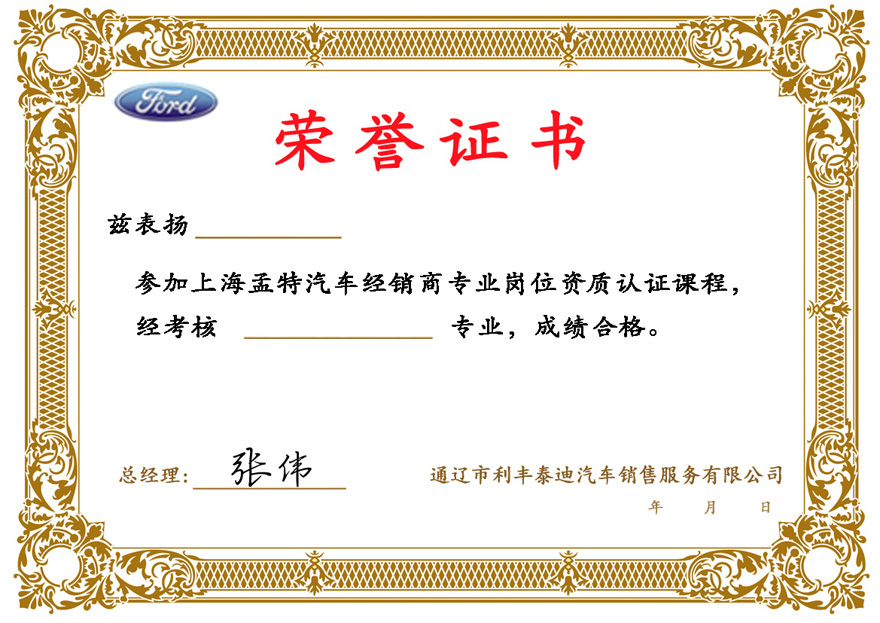 Ford
荣誉证书
兹表扬
参加上海孟特汽车经销商专业岗位资质认证课程，
经考核 专业，成绩合格。
总经理：张伟 通辽市利丰泰迪汽车销售服务有限公司
年 月 日